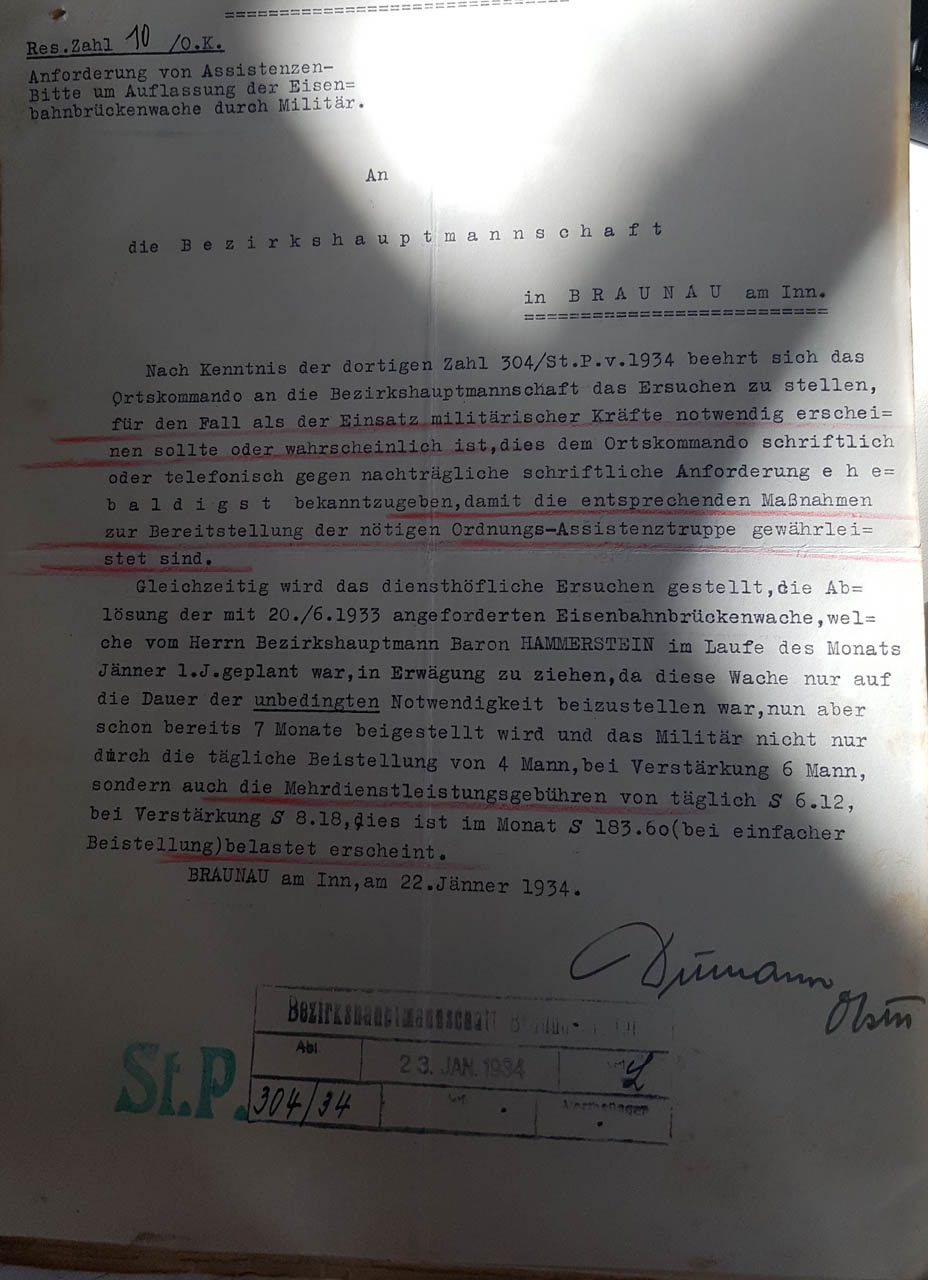 Res.Zahl 10 /O.K.
Anforderung von Assistenzen-
Bitte um Auflassung der Eisen=
bahnbrückenwache durch Militär.
An
die Bezirkshauptmannschaft
in BRAUNAU am Inn.
Nach Kenntnis der dortigen Zahl 304/St.P.v.1934 beehrt sich das
Ortskommando an die Bezirkshauptmannschaft das Ersuchen zu stellen,
für den Fall als der Einsatz militärischer Kräfte notwendig erschei=
nen sollte oder wahrscheinlich ist,dies dem Ortskommando schriftlich
oder telefonisch gegen nachträgliche schriftliche Anforderung e h e=
b a l d i g s t bekanntzugeben,damit die entsprechenden Maßnahmen
zur Bereitstellung der nötigen Ordnungs-Assistenztruppe gewährlei=
stet sind.
Gleichzeitig wird das diensthöfliche Ersuchen gestellt,die Ab=
lösung der mit 20./6.1933 angeforderten Eisenbahnbrückenwache,wel=
che vom Herrn Bezirkshauptmann Baron HAMMERSTEIN im Laufe des Monats
Jänner l.J.geplant war,in Erwägung zu ziehen,da diese Wache nur auf
die Dauer der unbedingten Notwendigkeit beizustellen war,nun aber
schon bereits 7 Monate beigestellt wird und das Militär nicht nur
durch die tägliche Beistellung von 4 Mann,bei Verstärkung 6 Mann,
sondern auch die Mehrdienstleistungsgebühren von täglich S 6.12,
bei Verstärkung S 8.18,dies ist im Monat S 183.60(bei einfacher
Beistellung)belastet erscheint.
BRAUNAU am Inn,am 22.Jänner 1934.
Bezirkshauptmannschaft
23. JAN. 1934
St.P. 304/34